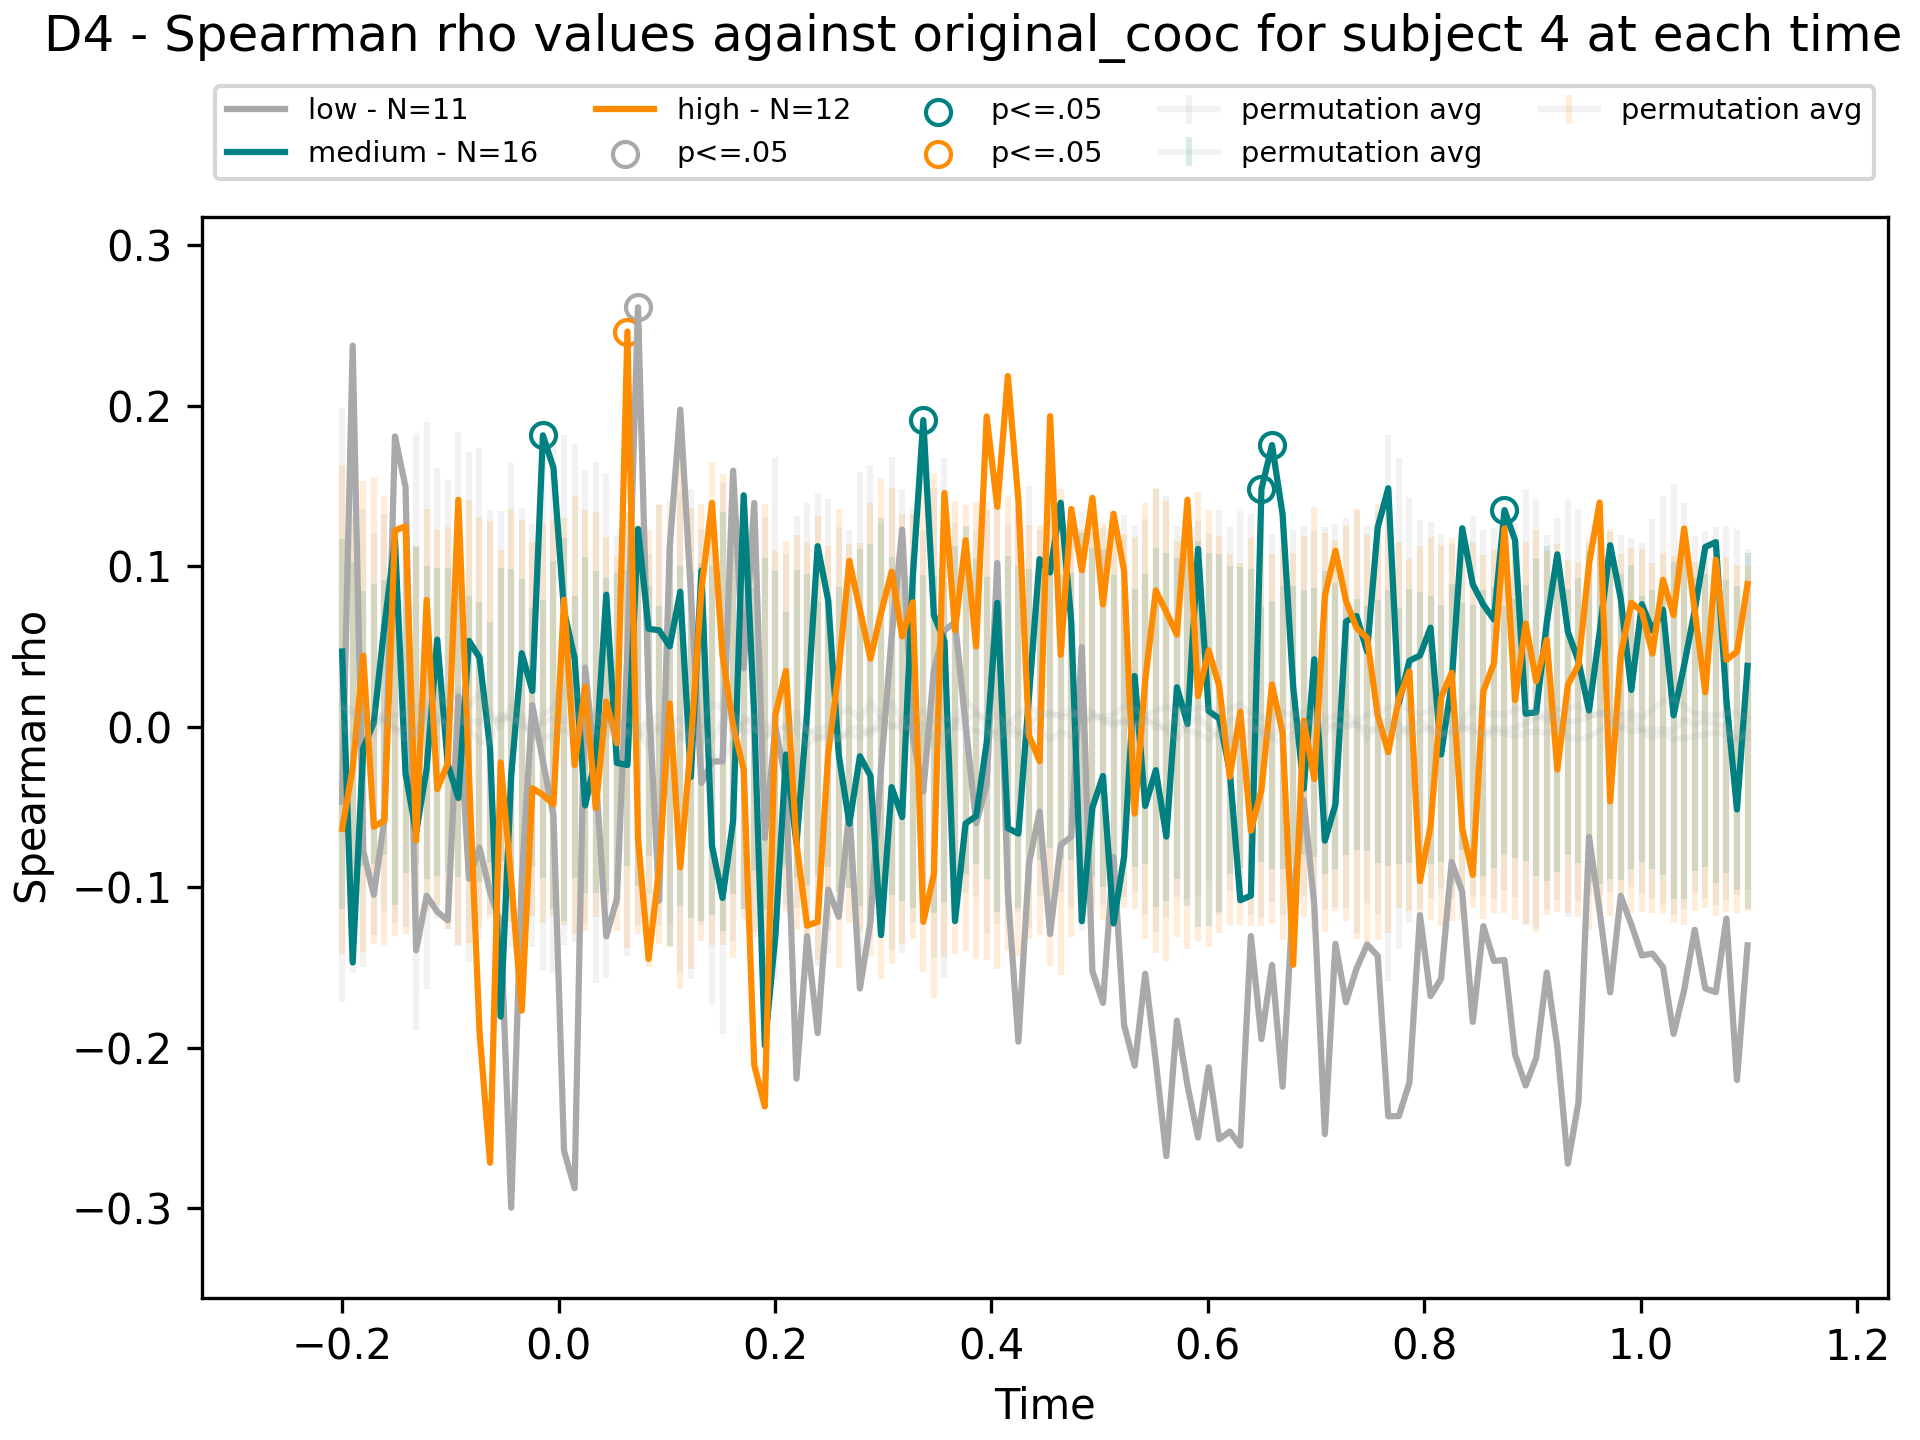 D4 - Spearman rho values against original_cooc for subject 4 at each time
low - N=11
medium - N=16
high - N=12
p<=.05
p<=.05
p<=.05
permutation avg
permutation avg
permutation avg
Spearman rho
0.3
0.2
0.1
0.0
−0.1
−0.2
−0.3
−0.2
0.0
0.2
0.4
0.6
0.8
1.0
1.2
Time